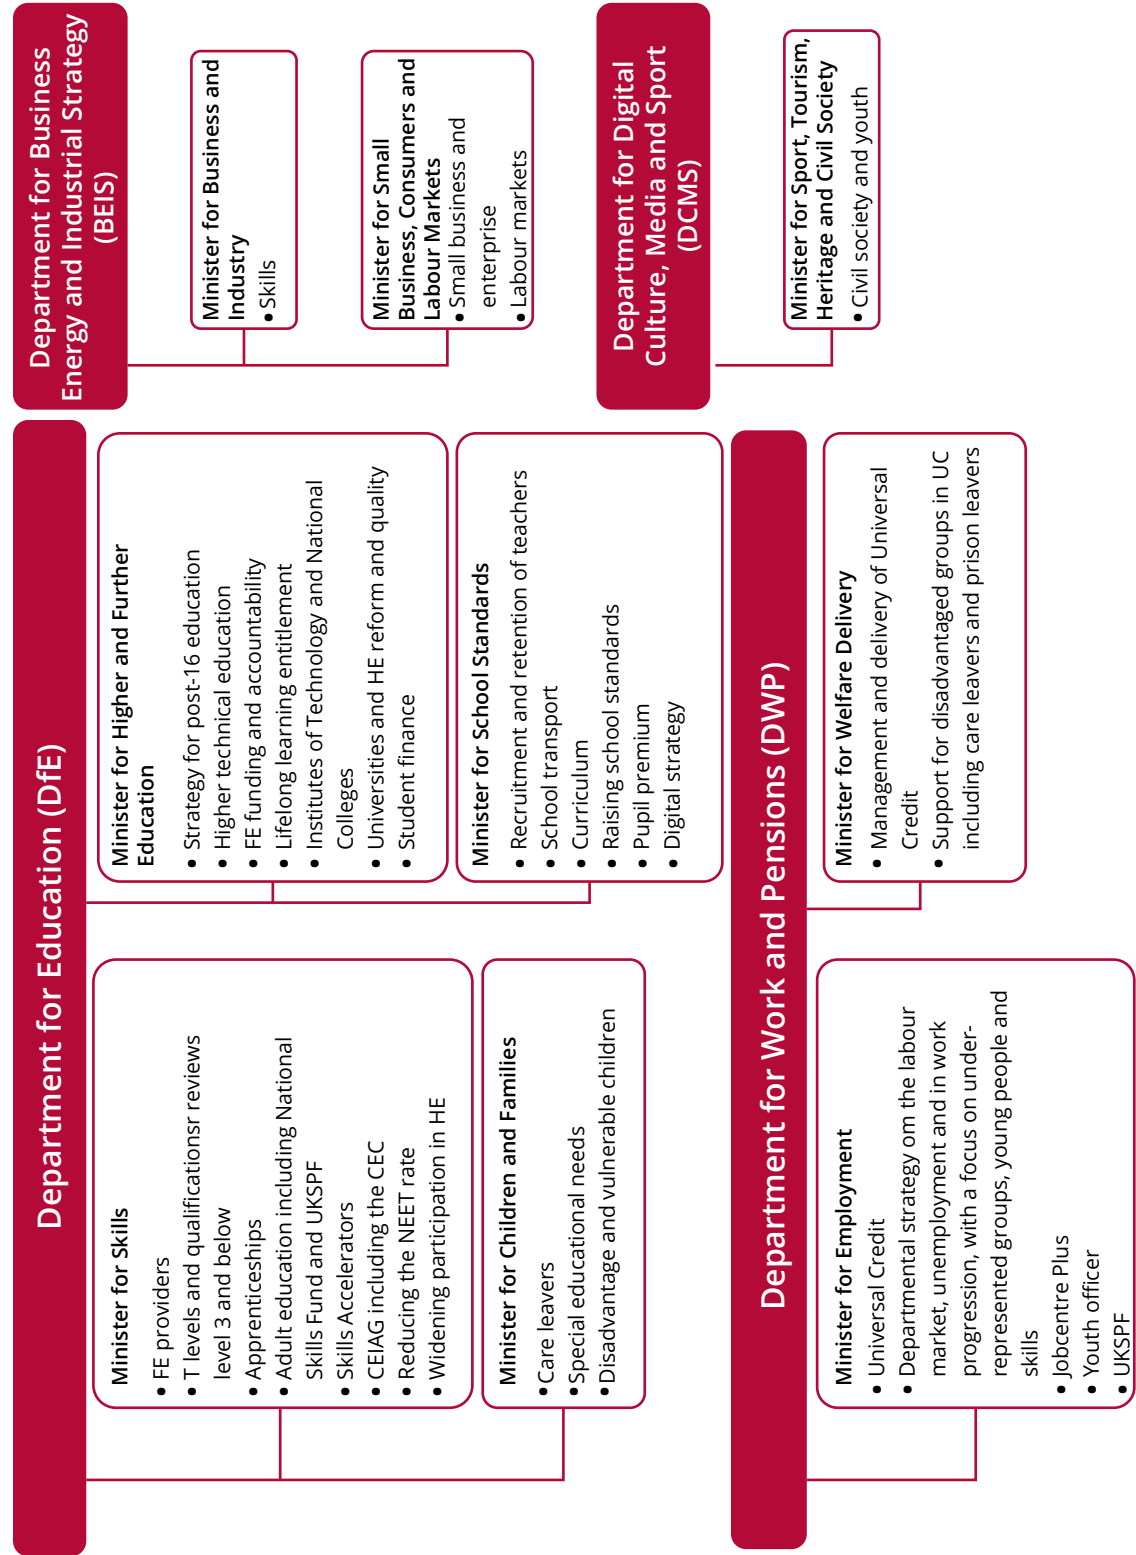 Department for Education (DfE)
Minister for Skills
• FE providers
• T levels and qualificationsr reviews
level 3 and below
• Apprenticeships
• Adult education including National
Skills Fund and UKSPF
• Skills Accelerators
• CEIAG including the CEC
• Reducing the NEET rate
• Widening participation in HE
Minister for Children and Families
• Care leavers
• Special educational needs
• Disadvantage and vulnerable children
Minister for Higher and Further
Education
• Strategy for post-16 education
• Higher technical education
• FE funding and accountability
• Lifelong learning entitlement
• Institutes of Technology and National
Colleges
• Universities and HE reform and quality
• Student finance
Minister for School Standards
• Recruitment and retention of teachers
• School transport
• Curriculum
• Raising school standards
• Pupil premium
• Digital strategy
Department for Business
Energy and Industrial Strategy
(BEIS)
Minister for Business and
Industry
• Skills
Minister for Small
Business, Consumers and
Labour Markets
• Small business and
enterprise
• Labour markets
Department for Work and Pensions (DWP)
Minister for Employment
• Universal Credit
• Departmental strategy om the labour
market, unemployment and in work
progression, with a focus on under-
represented groups, young people and
skills
• Jobcentre Plus
• Youth officer
• UKSPF
Minister for Welfare Delivery
• Management and delivery of Universal
Credit
• Support for disadvantaged groups in UC
including care leavers and prison leavers
Department for Digital
Culture, Media and Sport
(DCMS)
Minister for Sport, Tourism,
Heritage and Civil Society
• Civil society and youth